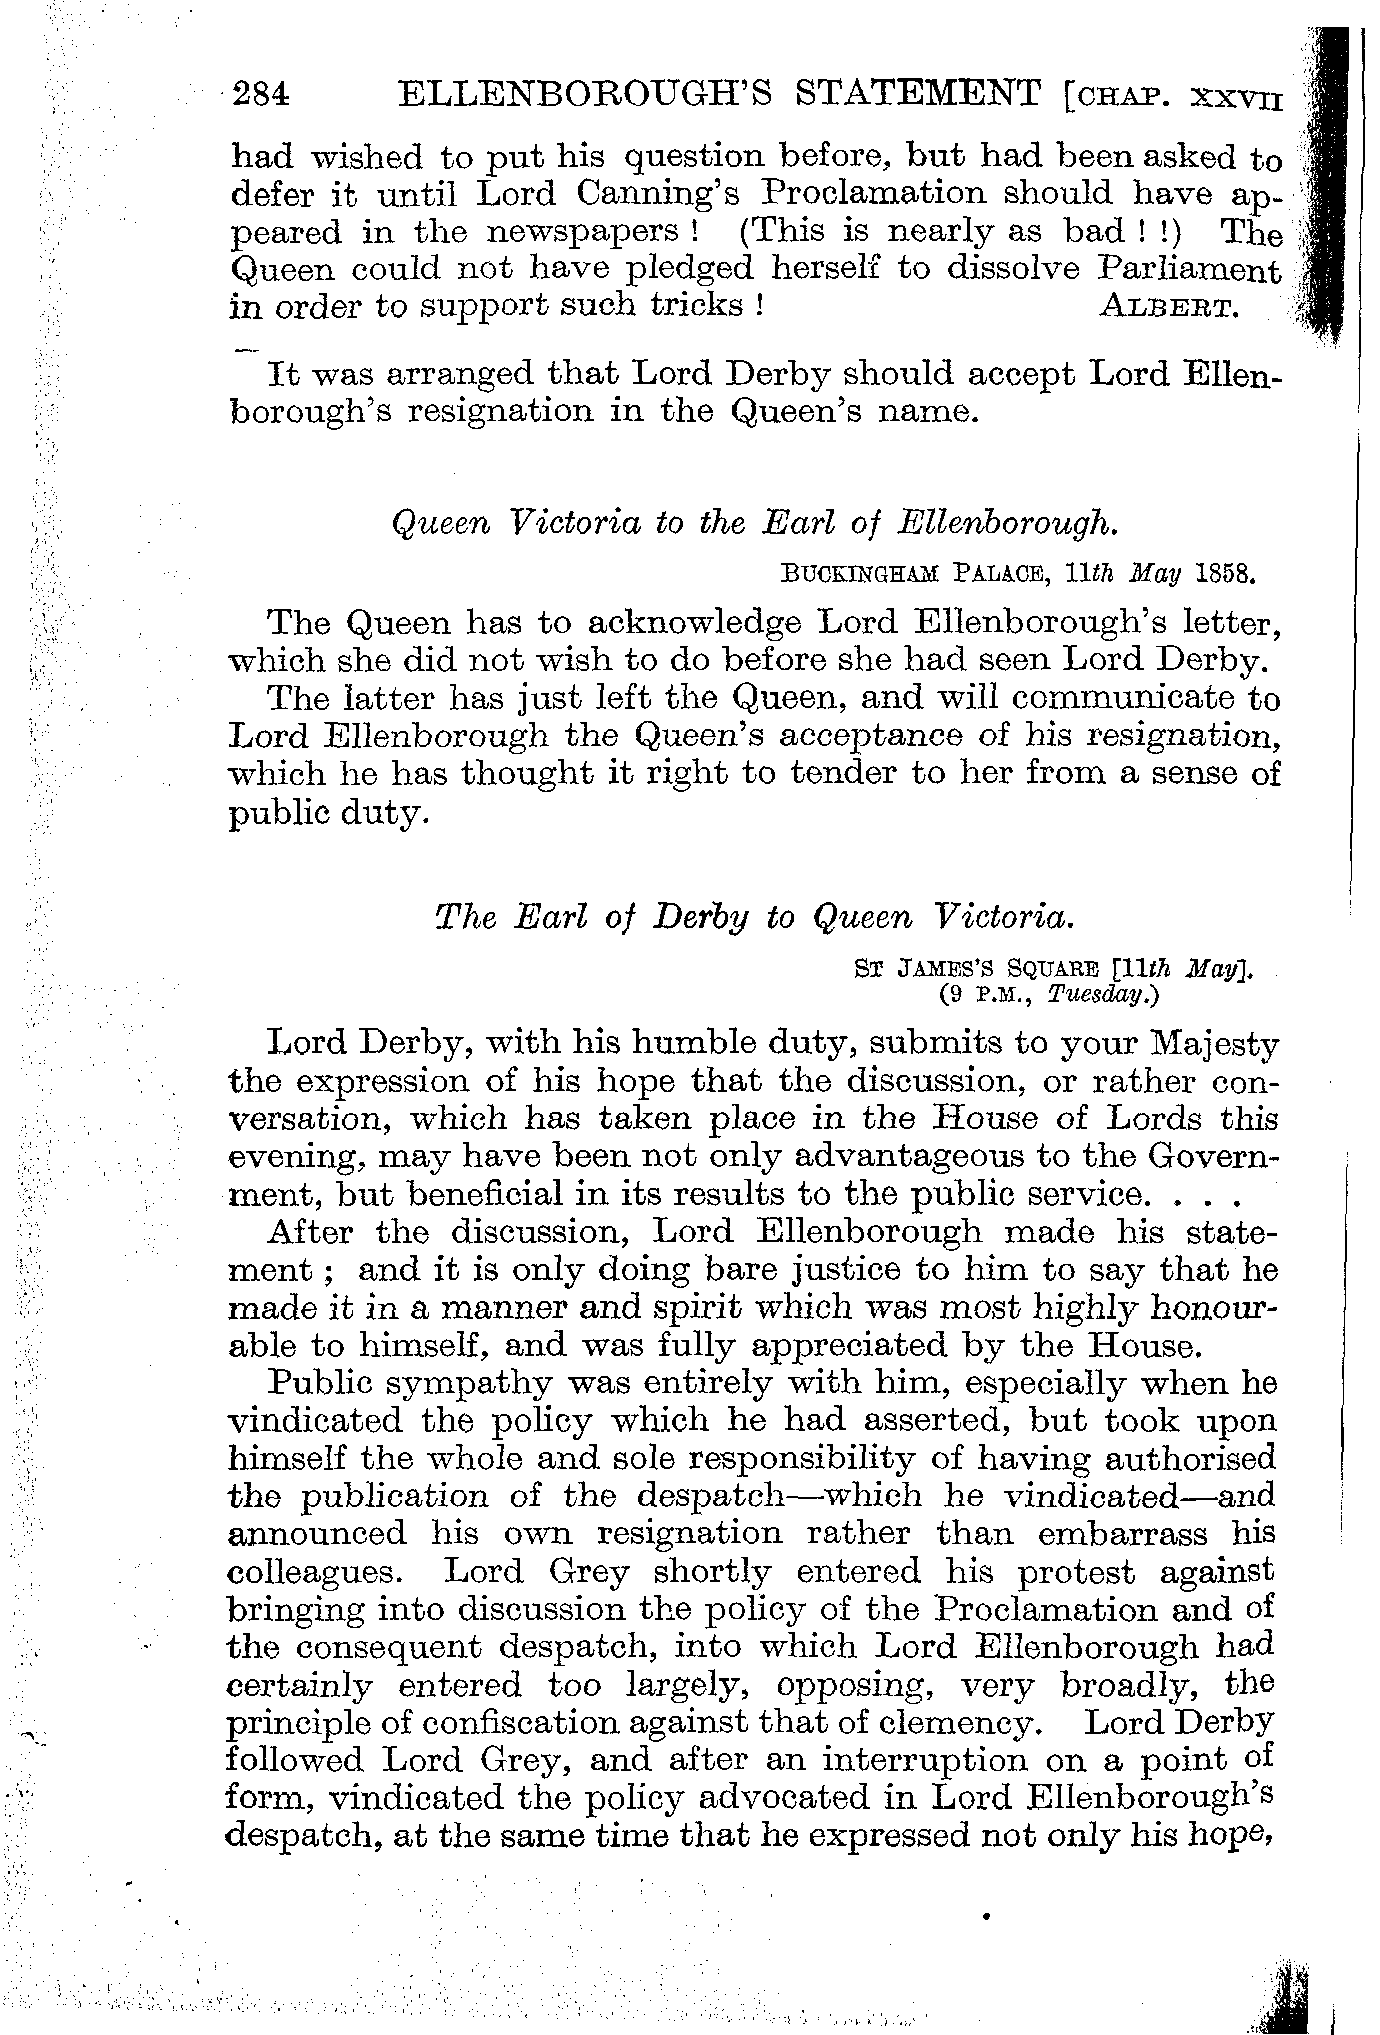 284 ELLENBOROUGH'S STATEMENT [CHAP. XXVII
had wished to put his question before, but had been asked to
defer it until Lord Canning's Proclamation should have ap-
peared in the newspapers ! (This is nearly as bad ! !) The
Queen could not have pledged herself to dissolve Parliament
in order to support such tricks ! ALBERT.
It was arranged that Lord Derby should accept Lord Ellen-
borough's resignation in the Queen's name.
Queen Victoria to the Earl of Ellenborough.
BUCKINGHAM PALACE, 11th May 1858.
The Queen has to acknowledge Lord Ellenborough's letter,
which she did not wish to do before she had seen Lord Derby.
The latter has just left the Queen, and will communicate to
Lord Ellenborough the Queen's acceptance of his resignation,
which he has thought it right to tender to her from a sense of
public duty.
The Earl of Derby to Queen Victoria.
ST JAMES'S SQUARE [11th May].
(9 P.M., Tuesday.)
Lord Derby, with his humble duty, submits to your Majesty
the expression of his hope that the discussion, or rather con-
versation, which has taken place in the House of Lords this
evening, may have been not only advantageous to the Govern-
ment, but beneficial in its results to the public service. . . .
After the discussion, Lord Ellenborough made his state-
ment ; and it is only doing bare justice to him to say that he
made it in a manner and spirit which was most highly honour-
able to himself, and was fully appreciated by the House.
Public sympathy was entirely with him, especially when he
vindicated the policy which he had asserted, but took upon
himself the whole and sole responsibility of having authorised
the publication of the despatch—which he vindicated—and
announced his own resignation rather than embarrass his
colleagues. Lord Grey shortly entered his protest against
bringing into discussion the policy of the Proclamation and of
the consequent despatch, into which Lord Ellenborough had
certainly entered too largely, opposing, very broadly, the
principle of confiscation against that of clemency. Lord Derby
followed Lord Grey, and after an interruption on a point of
form, vindicated the policy advocated in Lord Ellenborough's
despatch, at the same time that he expressed not only his hope,